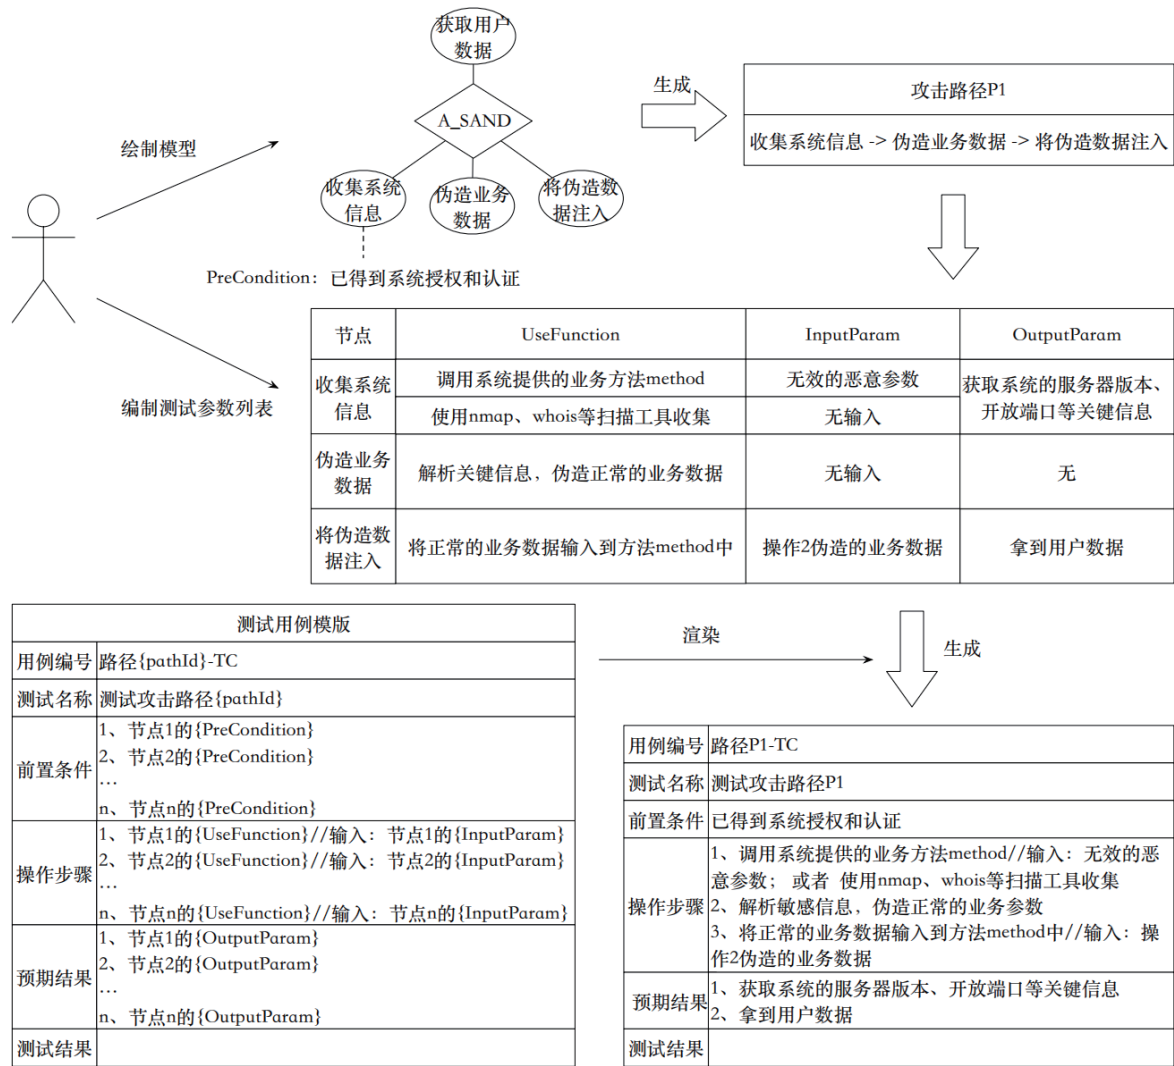 获取用户
数据
A_SAND
收集系统
信息
伪造业务
数据
将伪造数
据注入
PreCondition：已得到系统授权和认证
绘制模型
编制测试参数列表
生成
攻击路径P1
收集系统信息 -> 伪造业务数据 -> 将伪造数据注入
节点
UseFunction
InputParam
OutputParam
收集系统
信息
调用系统提供的业务方法method
无效的恶意参数
使用nmap、whois等扫描工具收集
无输入
获取系统的服务器版本、
开放端口等关键信息
伪造业务
数据
解析关键信息，伪造正常的业务数据
无输入
无
将伪造数
据注入
将正常的业务数据输入到方法method中
操作2伪造的业务数据
拿到用户数据
测试用例模版
用例编号
路径{pathId}-TC
测试名称
测试攻击路径{pathId}
前置条件
1、节点1的{PreCondition}
2、节点2的{PreCondition}
…
n、节点n的{PreCondition}
操作步骤
1、节点1的{UseFunction}//输入：节点1的{InputParam}
2、节点2的{UseFunction}//输入：节点2的{InputParam}
…
n、节点n的{UseFunction}//输入：节点n的{InputParam}
预期结果
1、节点1的{OutputParam}
2、节点2的{OutputParam}
…
n、节点n的{OutputParam}
测试结果
渲染
生成
用例编号
路径P1-TC
测试名称
测试攻击路径P1
前置条件
已得到系统授权和认证
操作步骤
1、调用系统提供的业务方法method//输入：无效的恶
意参数；或者 使用nmap、whois等扫描工具收集
2、解析敏感信息，伪造正常的业务参数
3、将正常的业务数据输入到方法method中//输入：操
作2伪造的业务数据
预期结果
1、获取系统的服务器版本、开放端口等关键信息
2、拿到用户数据
测试结果